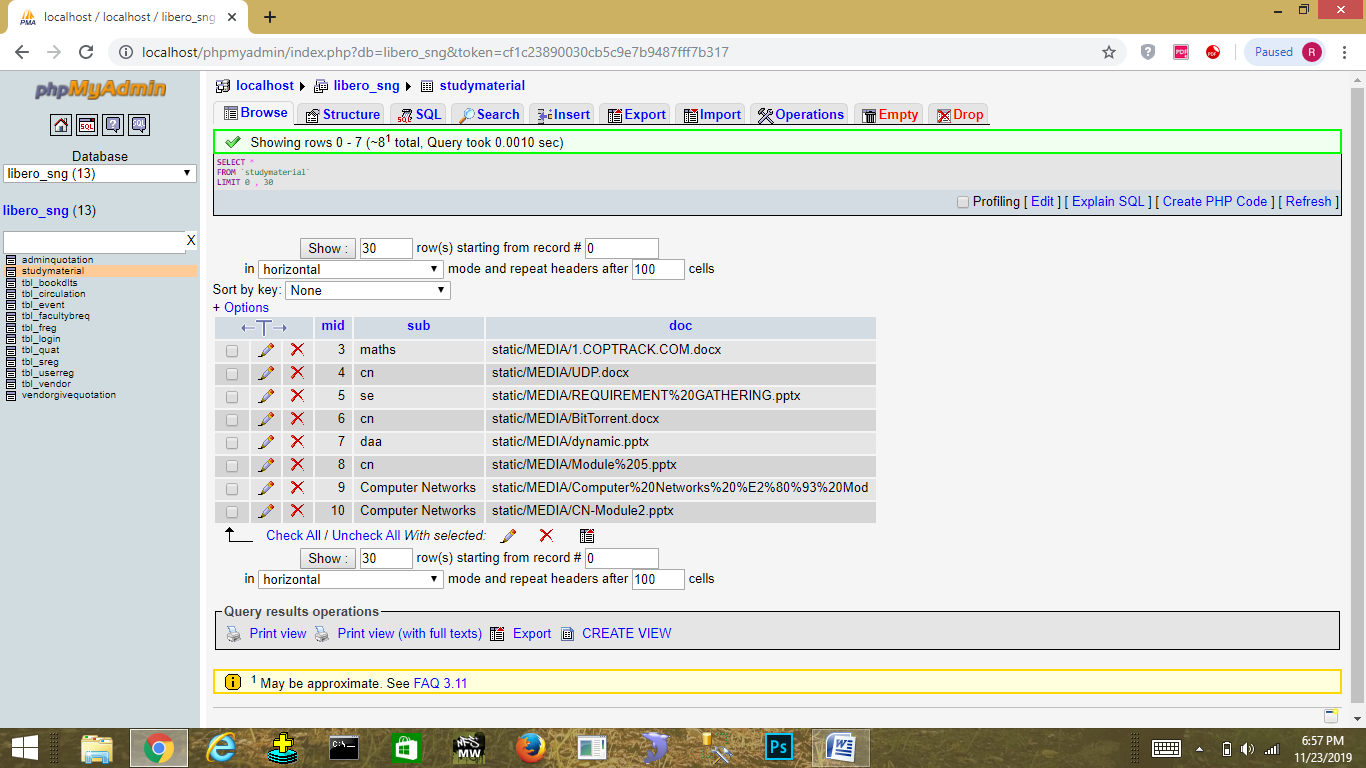 localhost / localhost / libero_sng
localhost/phpmyadmin/index.php?db=libero_sng&token=cf1c23890030cb5c9e7b9487fff7b317
Paused R
phpMyAdmin
Database
libero_sng (13)
libero_sng (13)
X
adminquotation
studymaterial
tbl_bookdlts
tbl_circulation
tbl_event
tbl_facultybreq
tbl_freg
tbl_login
tbl_quat
tbl_sreg
tbl_userreg
tbl_vendor
vendorgivequotation
localhost libero_sng studymaterial
Browse Structure SQL Search Insert Export Import Operations Empty Drop
Showing rows 0 - 7 (~8¹ total, Query took 0.0010 sec)
SELECT *
FROM `studymaterial`
LIMIT 0 , 30
Profiling [ Edit ] [ Explain SQL ] [ Create PHP Code ] [ Refresh ]
Show : 30 row(s) starting from record # 0
in horizontal mode and repeat headers after 100 cells
Sort by key: None
+ Options
mid sub doc
3 maths static/MEDIA/1.COPTRACK.COM.docx
4 cn static/MEDIA/UDP.docx
5 se static/MEDIA/REQUIREMENT%20GATHERING.pptx
6 cn static/MEDIA/BitTorrent.docx
7 daa static/MEDIA/dynamic.pptx
8 cn static/MEDIA/Module%205.pptx
9 Computer Networks static/MEDIA/Computer%20Networks%20%E2%80%93%20Mod
10 Computer Networks static/MEDIA/CN-Module2.pptx
Check All / Uncheck All With selected:
Show : 30 row(s) starting from record # 0
in horizontal mode and repeat headers after 100 cells
Query results operations
Print view Print view (with full texts) Export CREATE VIEW
¹ May be approximate. See FAQ 3.11
6:57 PM
11/23/2019